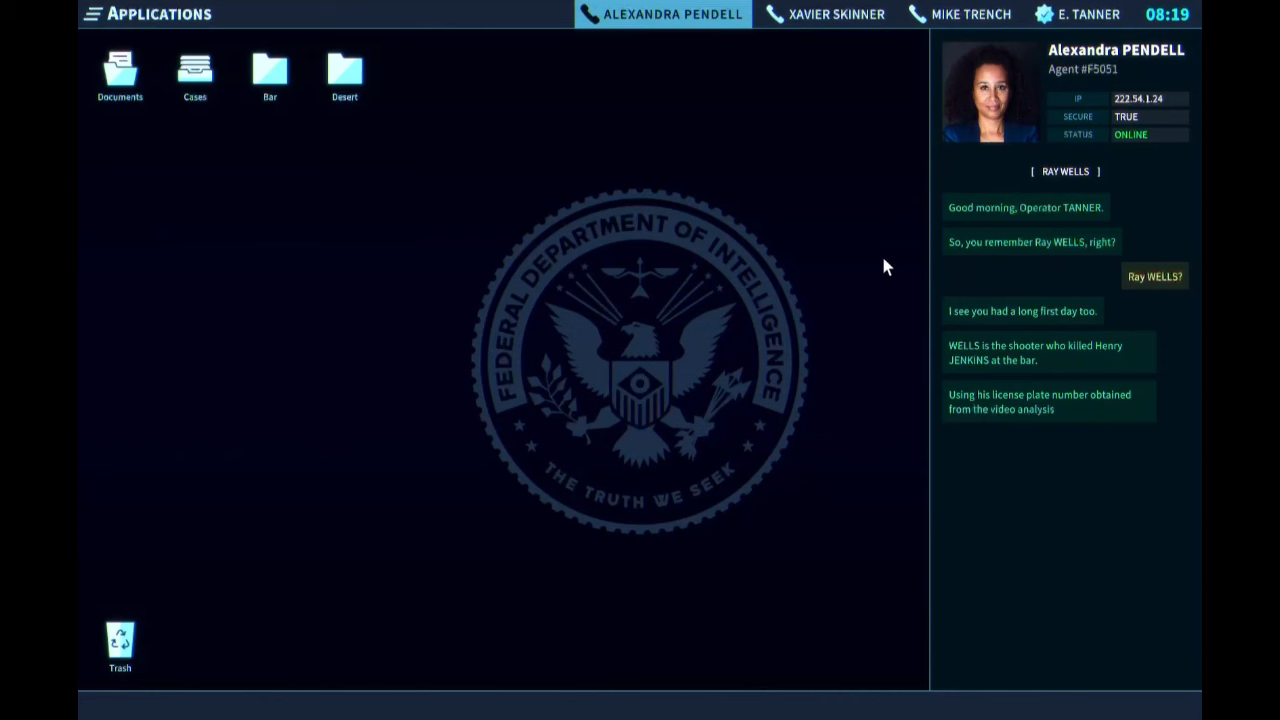 APPLICATIONS
ALEXANDRA PENDELL
XAVIER SKINNER
MIKE TRENCH
E. TANNER
08:19
Documents
Cases
Bar
Desert
Trash
FEDERAL DEPARTMENT OF INTELLIGENCE
THE TRUTH WE SEEK
Alexandra PENDELL
Agent #F5051
IP 222.54.1.24
SECURE TRUE
STATUS ONLINE
[ RAY WELLS ]
Good morning, Operator TANNER.
So, you remember Ray WELLS, right?
Ray WELLS?
I see you had a long first day too.
WELLS is the shooter who killed Henry
JENKINS at the bar.
Using his license plate number obtained
from the video analysis